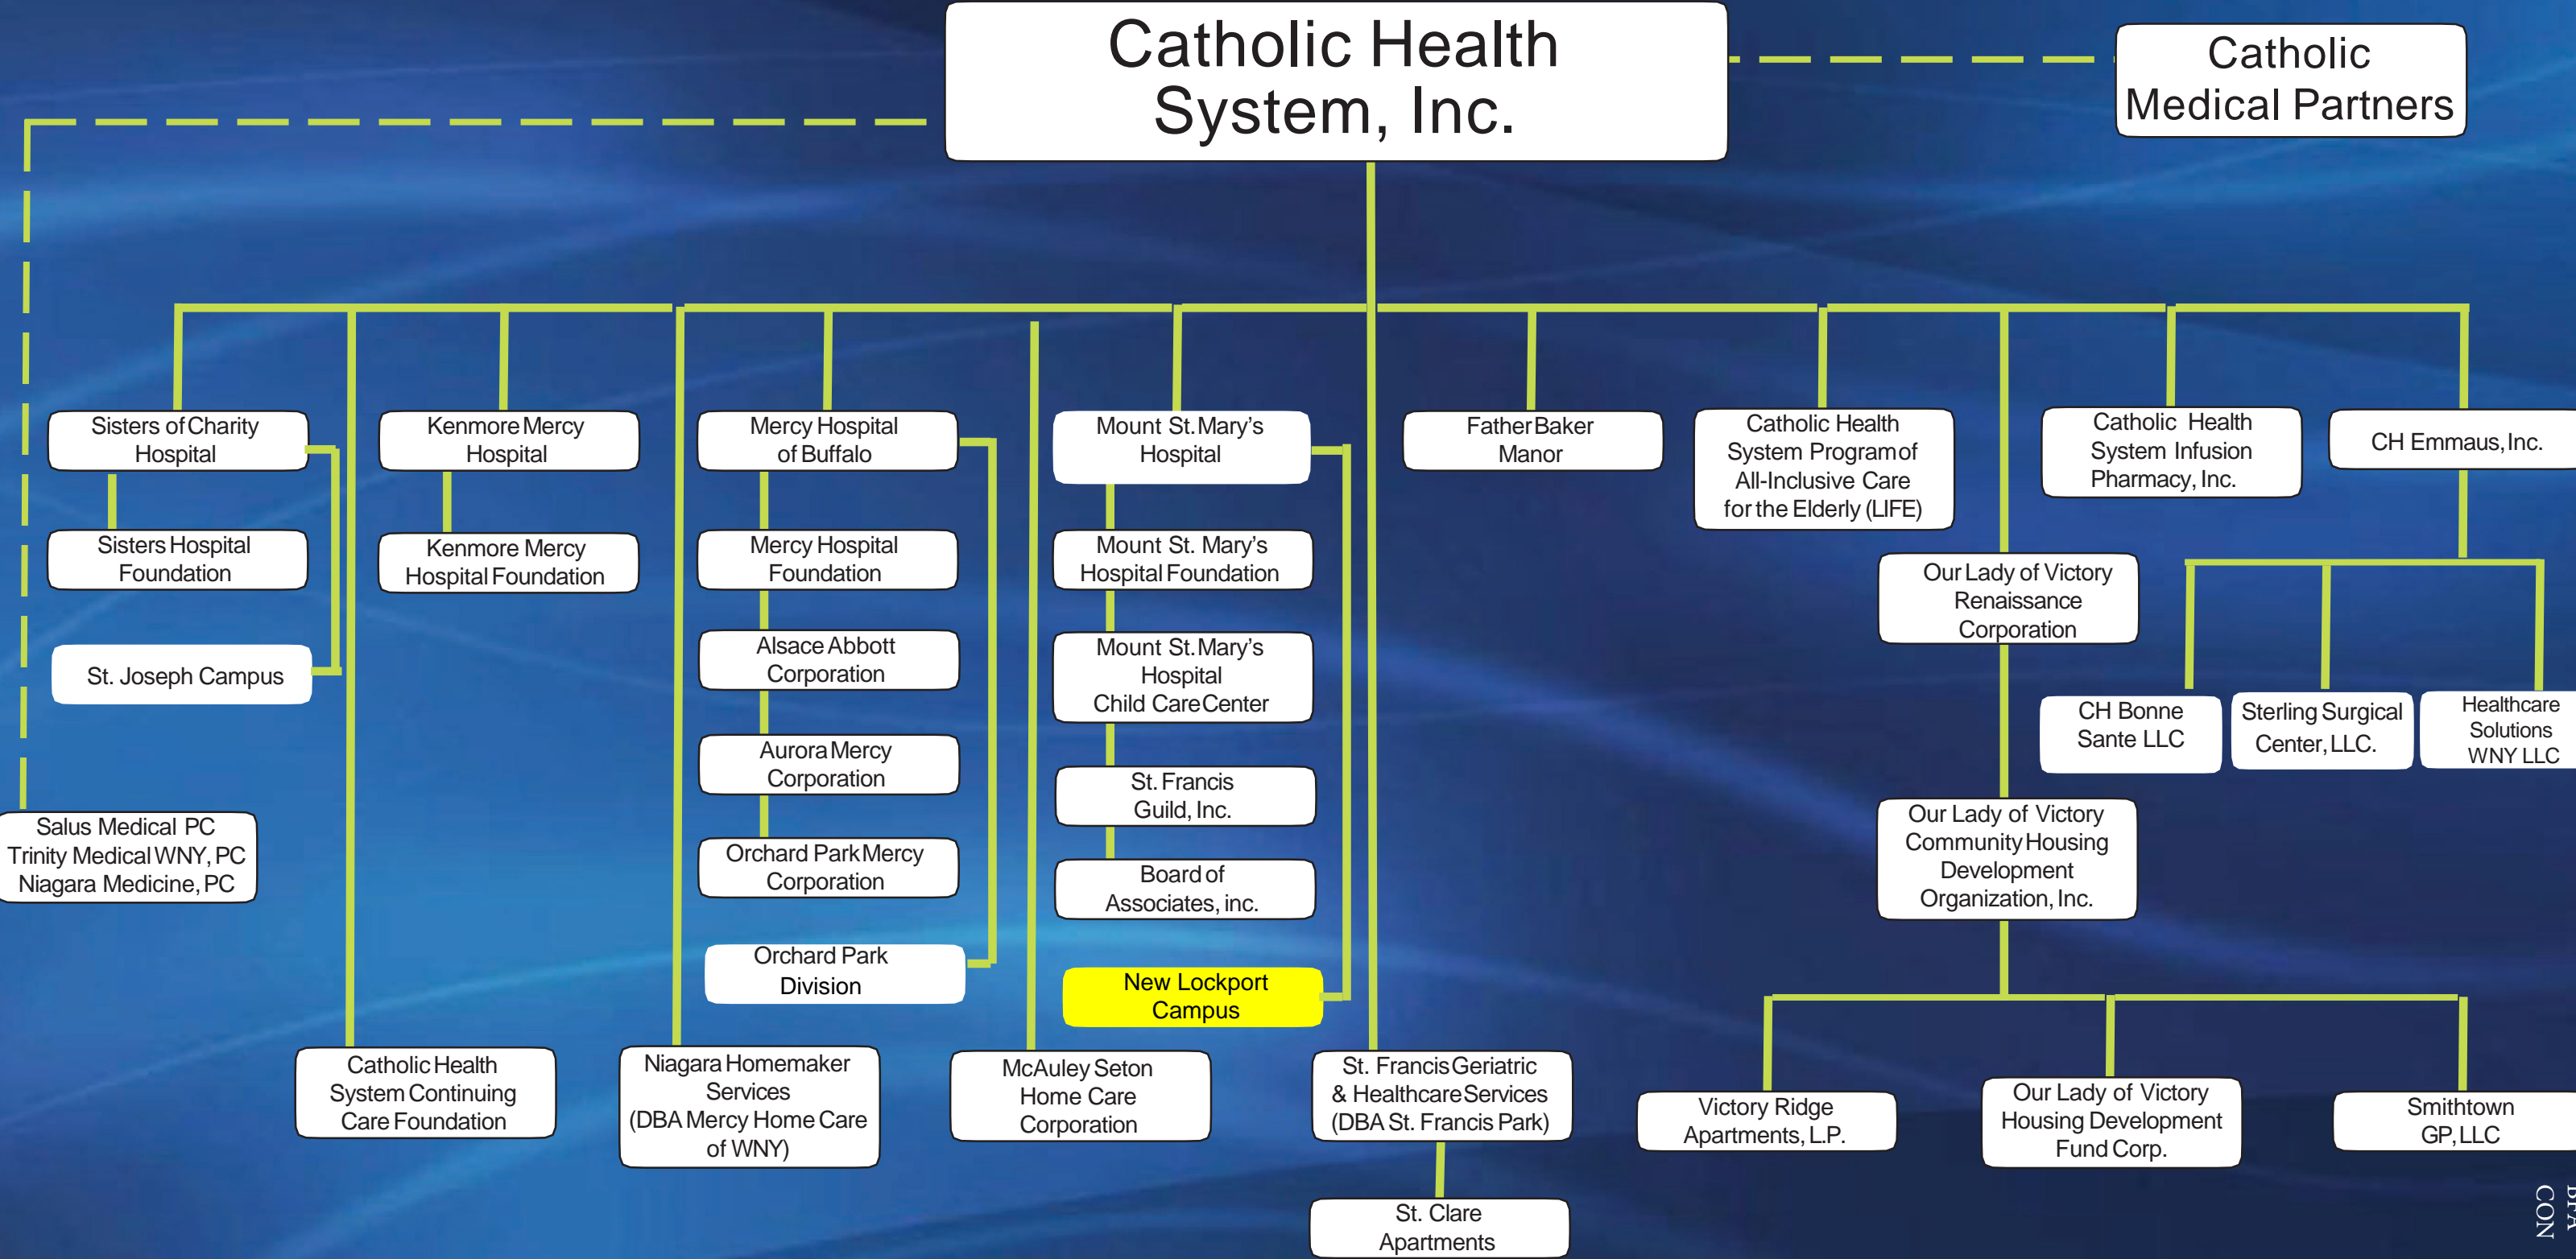 Catholic Health
System, Inc.
Catholic
Medical Partners
Sisters of Charity
Hospital
Kenmore Mercy
Hospital
Mercy Hospital
of Buffalo
Mount St. Mary's
Hospital
Father Baker
Manor
Catholic Health
System Program of
All-Inclusive Care
for the Elderly (LIFE)
Catholic Health
System Infusion
Pharmacy, Inc.
CH Emmaus, Inc.
Sisters Hospital
Foundation
Kenmore Mercy
Hospital Foundation
Mercy Hospital
Foundation
Mount St. Mary's
Hospital Foundation
Our Lady of Victory
Renaissance
Corporation
St. Joseph Campus
Alsace Abbott
Corporation
Mount St. Mary's
Hospital
Child Care Center
CH Bonne
Sante LLC
Sterling Surgical
Center, LLC.
Healthcare
Solutions
WNY LLC
Aurora Mercy
Corporation
St. Francis
Guild, Inc.
Salus Medical PC
Trinity Medical WNY, PC
Niagara Medicine, PC
Orchard Park Mercy
Corporation
Board of
Associates, inc.
Our Lady of Victory
Community Housing
Development
Organization, Inc.
Orchard Park
Division
New Lockport
Campus
Catholic Health
System Continuing
Care Foundation
Niagara Homemaker
Services
(DBA Mercy Home Care
of WNY)
McAuley Seton
Home Care
Corporation
St. Francis Geriatric
& Healthcare Services
(DBA St. Francis Park)
Victory Ridge
Apartments, L.P.
Our Lady of Victory
Housing Development
Fund Corp.
Smithtown
GP, LLC
St. Clare
Apartments
CON